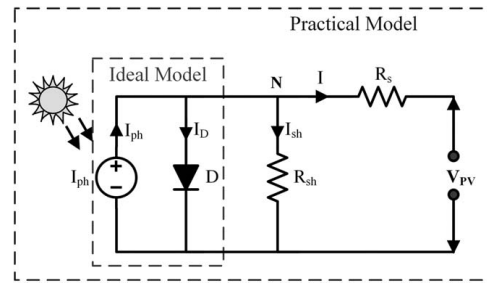 Practical Model
Ideal Model
N
I
Rs
Iph
ID
Ish
Iph
+
−
D
Rsh
VPV